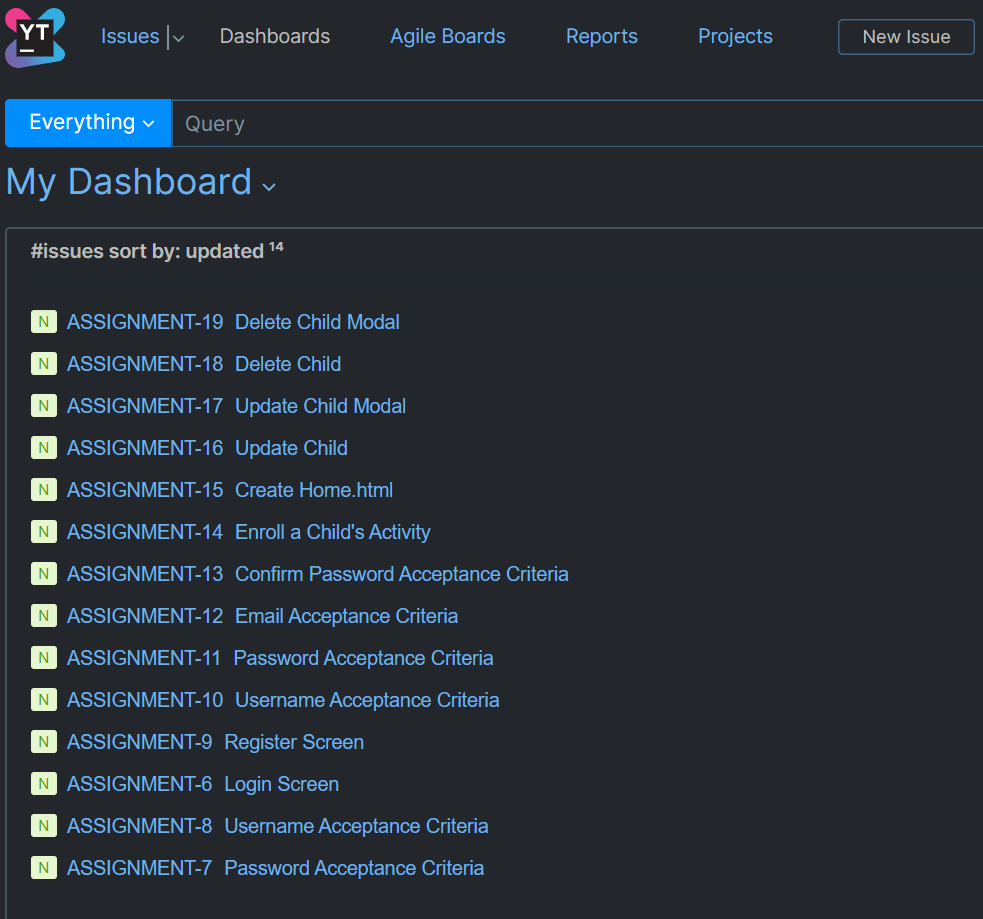 YT
Issues Dashboards Agile Boards Reports Projects New Issue
Everything Query
My Dashboard
#issues sort by: updated 14
N ASSIGNMENT-19 Delete Child Modal
N ASSIGNMENT-18 Delete Child
N ASSIGNMENT-17 Update Child Modal
N ASSIGNMENT-16 Update Child
N ASSIGNMENT-15 Create Home.html
N ASSIGNMENT-14 Enroll a Child's Activity
N ASSIGNMENT-13 Confirm Password Acceptance Criteria
N ASSIGNMENT-12 Email Acceptance Criteria
N ASSIGNMENT-11 Password Acceptance Criteria
N ASSIGNMENT-10 Username Acceptance Criteria
N ASSIGNMENT-9 Register Screen
N ASSIGNMENT-6 Login Screen
N ASSIGNMENT-8 Username Acceptance Criteria
N ASSIGNMENT-7 Password Acceptance Criteria